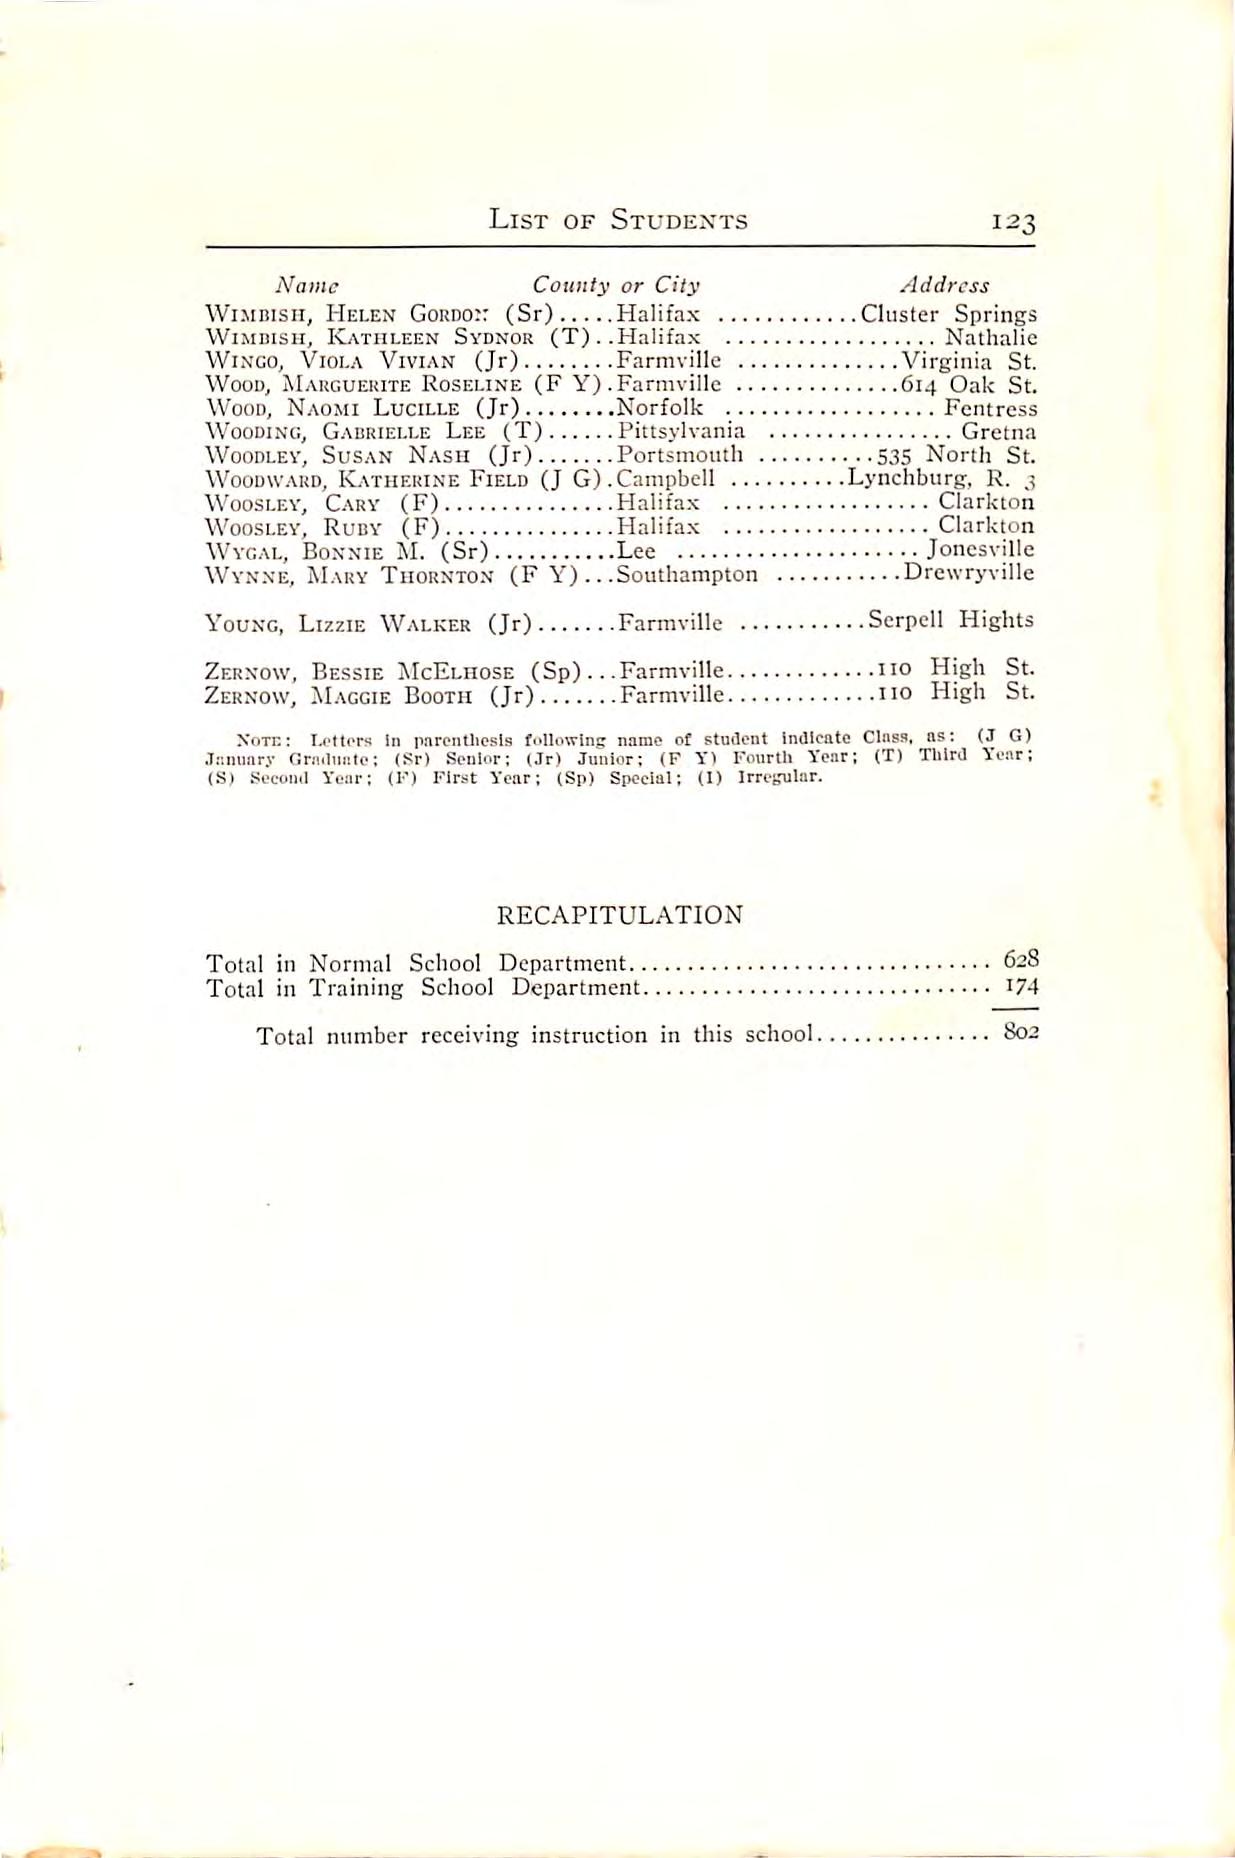 List of Students 123
Name County or City Address
Wimbish, Helen Gordon (Sr).....Halifax ............Cluster Springs
Wimbish, Kathleen Sydnor (T)..Halifax .................. Nathalie
Wingo, Viola Vivian (Jr)........Farmville ..............Virginia St.
Wood, Marguerite Roseline (F Y).Farmville ..............614 Oak St.
Wood, Naomi Lucille (Jr)........Norfolk .................. Fentress
Wooding, Gabrielle Lee (T)......Pittsylvania ................ Gretna
Woodley, Susan Nash (Jr).......Portsmouth ..........535 North St.
Woodward, Katherine Field (J G).Campbell ..........Lynchburg, R. 3
Woosley, Cary (F)...............Halifax .................. Clarkton
Woosley, Ruby (F)...............Halifax .................. Clarkton
Wygal, Bonnie M. (Sr)...........Lee ..................... Jonesville
Wynne, Mary Thornton (F Y)...Southampton ...........Drewryville
Young, Lizzie Walker (Jr).......Farmville ...........Serpell Hights
Zernow, Bessie McElhose (Sp)...Farmville.............110 High St.
Zernow, Maggie Booth (Jr).......Farmville.............110 High St.
Note: Letters in parenthesis following name of student indicate Class, as: (J G)
January Graduate; (Sr) Senior; (Jr) Junior; (F Y) Fourth Year; (T) Third Year;
(S) Second Year; (F) First Year; (Sp) Special; (I) Irregular.
RECAPITULATION
Total in Normal School Department............................... 628
Total in Training School Department.............................. 174
Total number receiving instruction in this school............... 802